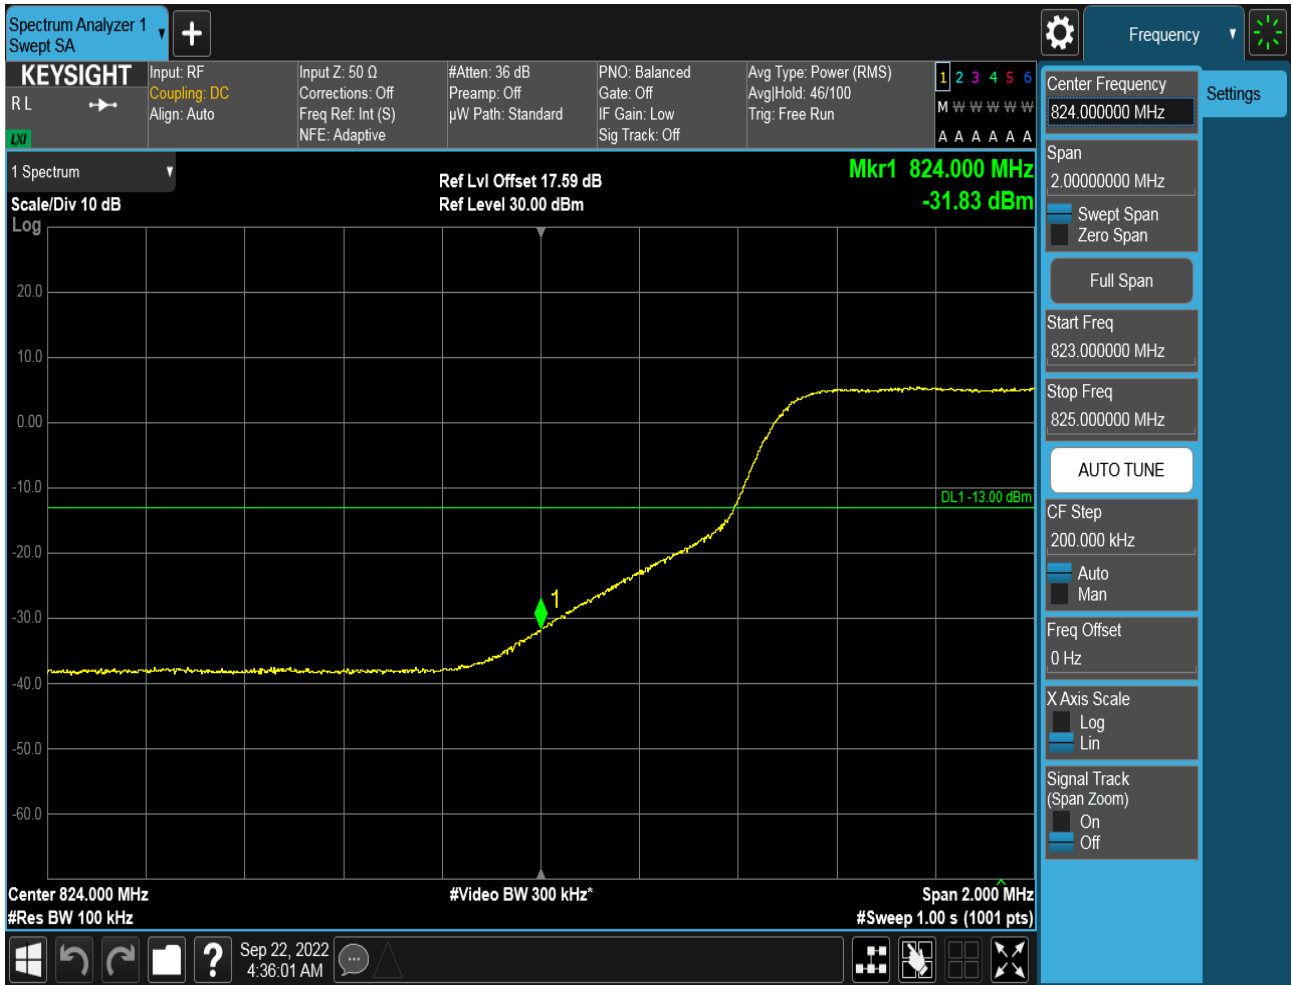 Spectrum Analyzer 1
Swept SA
Frequency
KEYSIGHT
R L
LXI
Input: RF
Coupling: DC
Align: Auto
Input Z: 50 Ω
Corrections: Off
Freq Ref: Int (S)
NFE: Adaptive
#Atten: 36 dB
Preamp: Off
µW Path: Standard
PNO: Balanced
Gate: Off
IF Gain: Low
Sig Track: Off
Avg Type: Power (RMS)
Avg|Hold: 46/100
Trig: Free Run
1 2 3 4 5 6
M W W W W W
A A A A A A
1 Spectrum
Scale/Div 10 dB
Log
Ref Lvl Offset 17.59 dB
Ref Level 30.00 dBm
Mkr1 824.000 MHz
-31.83 dBm
20.0
10.0
0.00
-10.0
-20.0
-30.0
-40.0
-50.0
-60.0
DL1 -13.00 dBm
1
Center 824.000 MHz
#Res BW 100 kHz
#Video BW 300 kHz*
Span 2.000 MHz
#Sweep 1.00 s (1001 pts)
Center Frequency
824.000000 MHz
Settings
Span
2.00000000 MHz
Swept Span
Zero Span
Full Span
Start Freq
823.000000 MHz
Stop Freq
825.000000 MHz
AUTO TUNE
CF Step
200.000 kHz
Auto
Man
Freq Offset
0 Hz
X Axis Scale
Log
Lin
Signal Track
(Span Zoom)
On
Off
?
Sep 22, 2022
4:36:01 AM